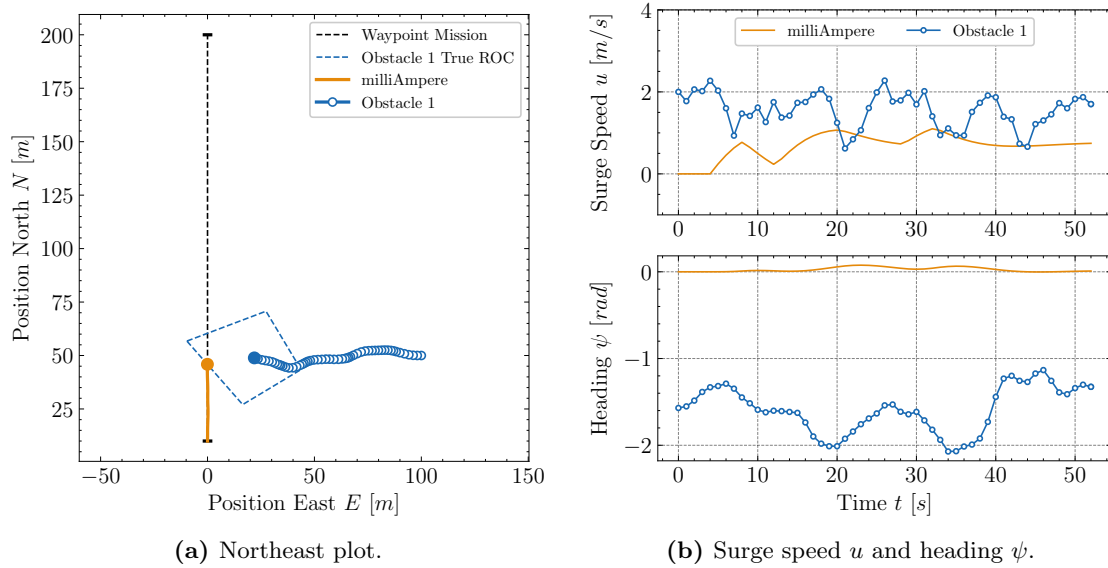 Position North N [m]
200
175
150
125
100
75
50
25
−50
0
50
100
150
Position East E [m]
Waypoint Mission
Obstacle 1 True ROC
milliAmpere
Obstacle 1
(a) Northeast plot.
Surge Speed u [m/s]
4
2
0
milliAmpere
Obstacle 1
0
10
20
30
40
50
Heading ψ [rad]
0
−1
−2
0
10
20
30
40
50
Time t [s]
(b) Surge speed u and heading ψ.